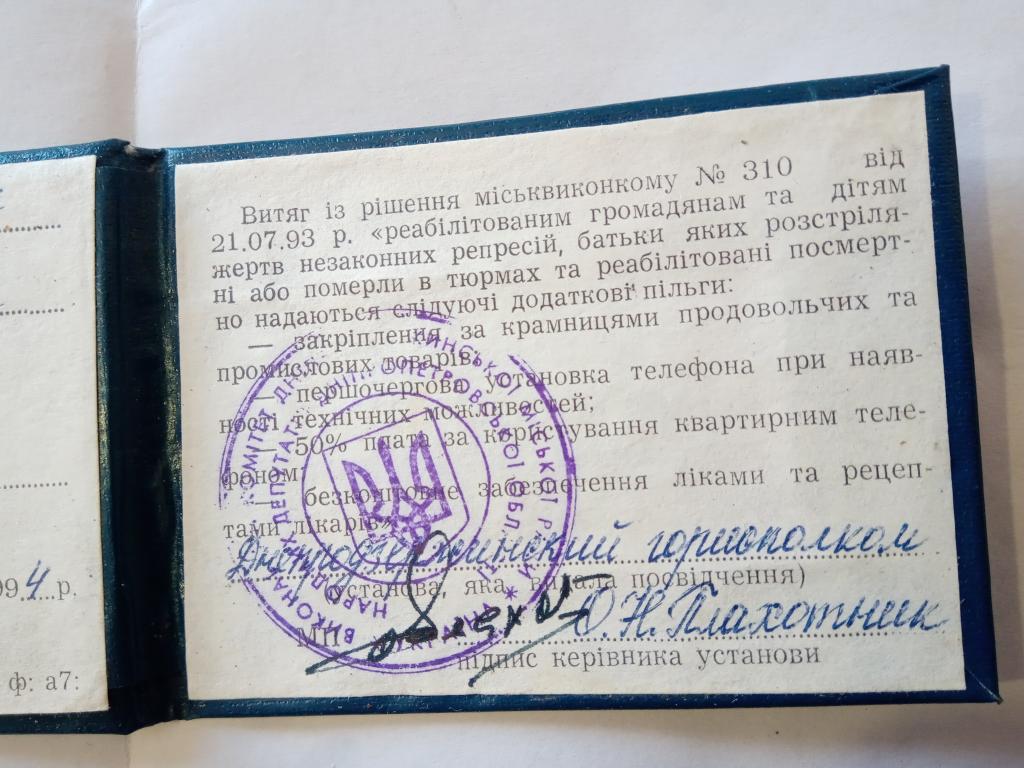 Витяг із рішення міськвиконкому № 310 від
21.07.93 р. «реабілітованим громадянам та дітям
жертв незаконних репресій, батьки яких розстріля-
ні або померли в тюрмах та реабілітовані посмерт-
но надаються слідуючі додаткові пільги:
— закріплення за крамницями продовольчих та
промислових товарів;
— першочергова установка телефона при наяв-
ності технічних можливостей;
— 50% плата за користування квартирним теле-
фоном;
— безкоштовне забезпечення ліками та рецеп-
тами лікарів».
Днепродзержинский горисполком
(установа, яка видала посвідчення)
МП О.Н.Плахотник
підпис керівника установи
994 р.
ф: а7: